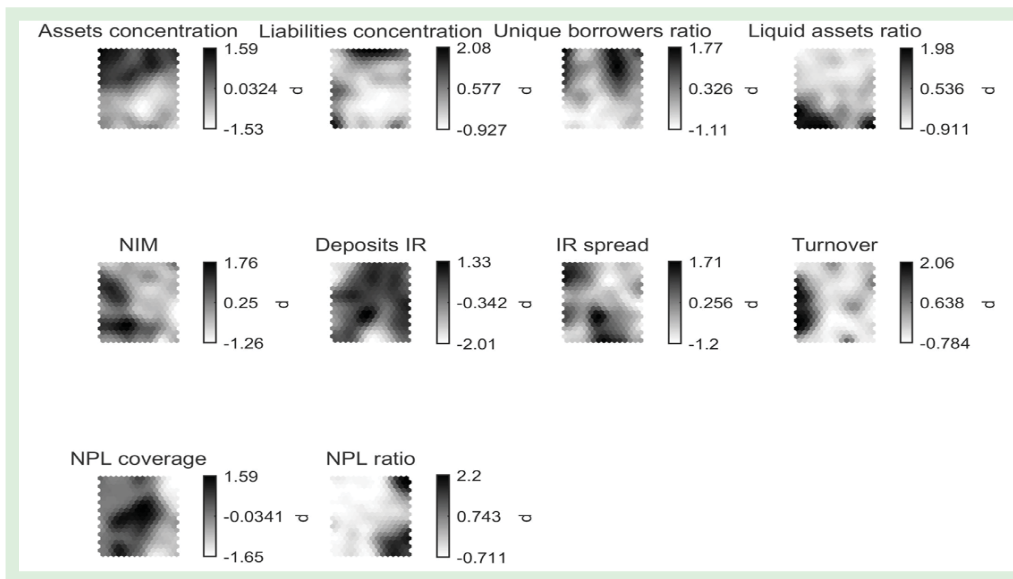 Assets concentration Liabilities concentration Unique borrowers ratio Liquid assets ratio
1.59 2.08 1.77 1.98
0.0324 d 0.577 d 0.326 d 0.536 d
-1.53 -0.927 -1.11 -0.911
NIM Deposits IR IR spread Turnover
1.76 1.33 1.71 2.06
0.25 d -0.342 d 0.256 d 0.638 d
-1.26 -2.01 -1.2 -0.784
NPL coverage NPL ratio
1.59 2.2
-0.0341 d 0.743 d
-1.65 -0.711